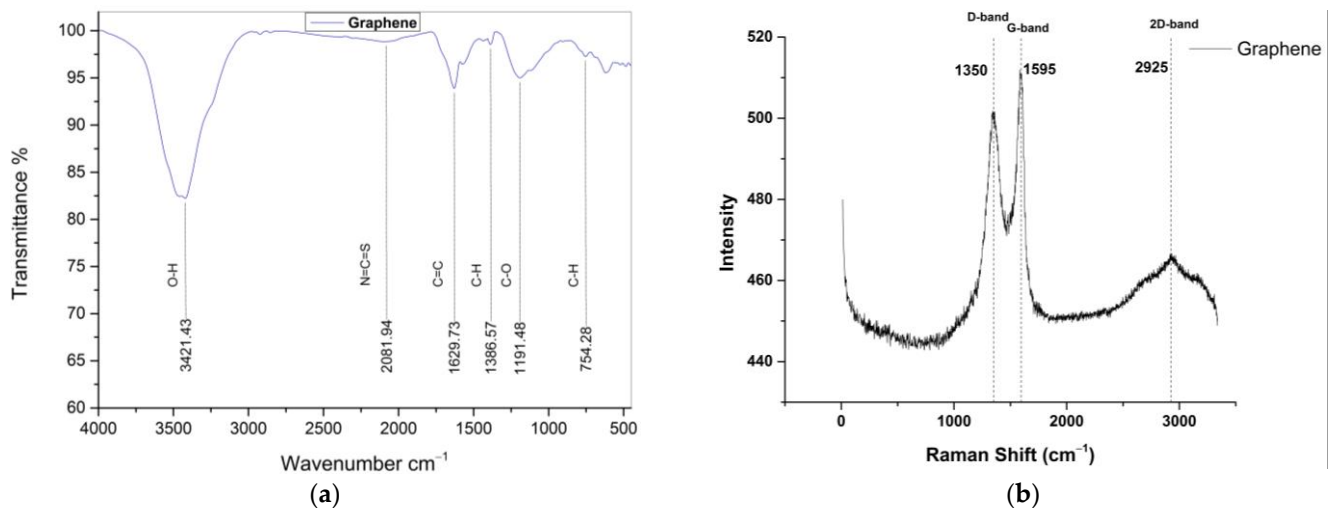 Graphene
Transmittance %
100
95
90
85
80
75
70
65
60
O-H
N=C=S
C=C
C-H
C-O
C-H
3421.43
2081.94
1629.73
1386.57
1191.48
754.28
4000 3500 3000 2500 2000 1500 1000 500
Wavenumber cm⁻¹
(a)
D-band
G-band
2D-band
Graphene
1350
1595
2925
Intensity
520
500
480
460
440
0 1000 2000 3000
Raman Shift (cm⁻¹)
(b)